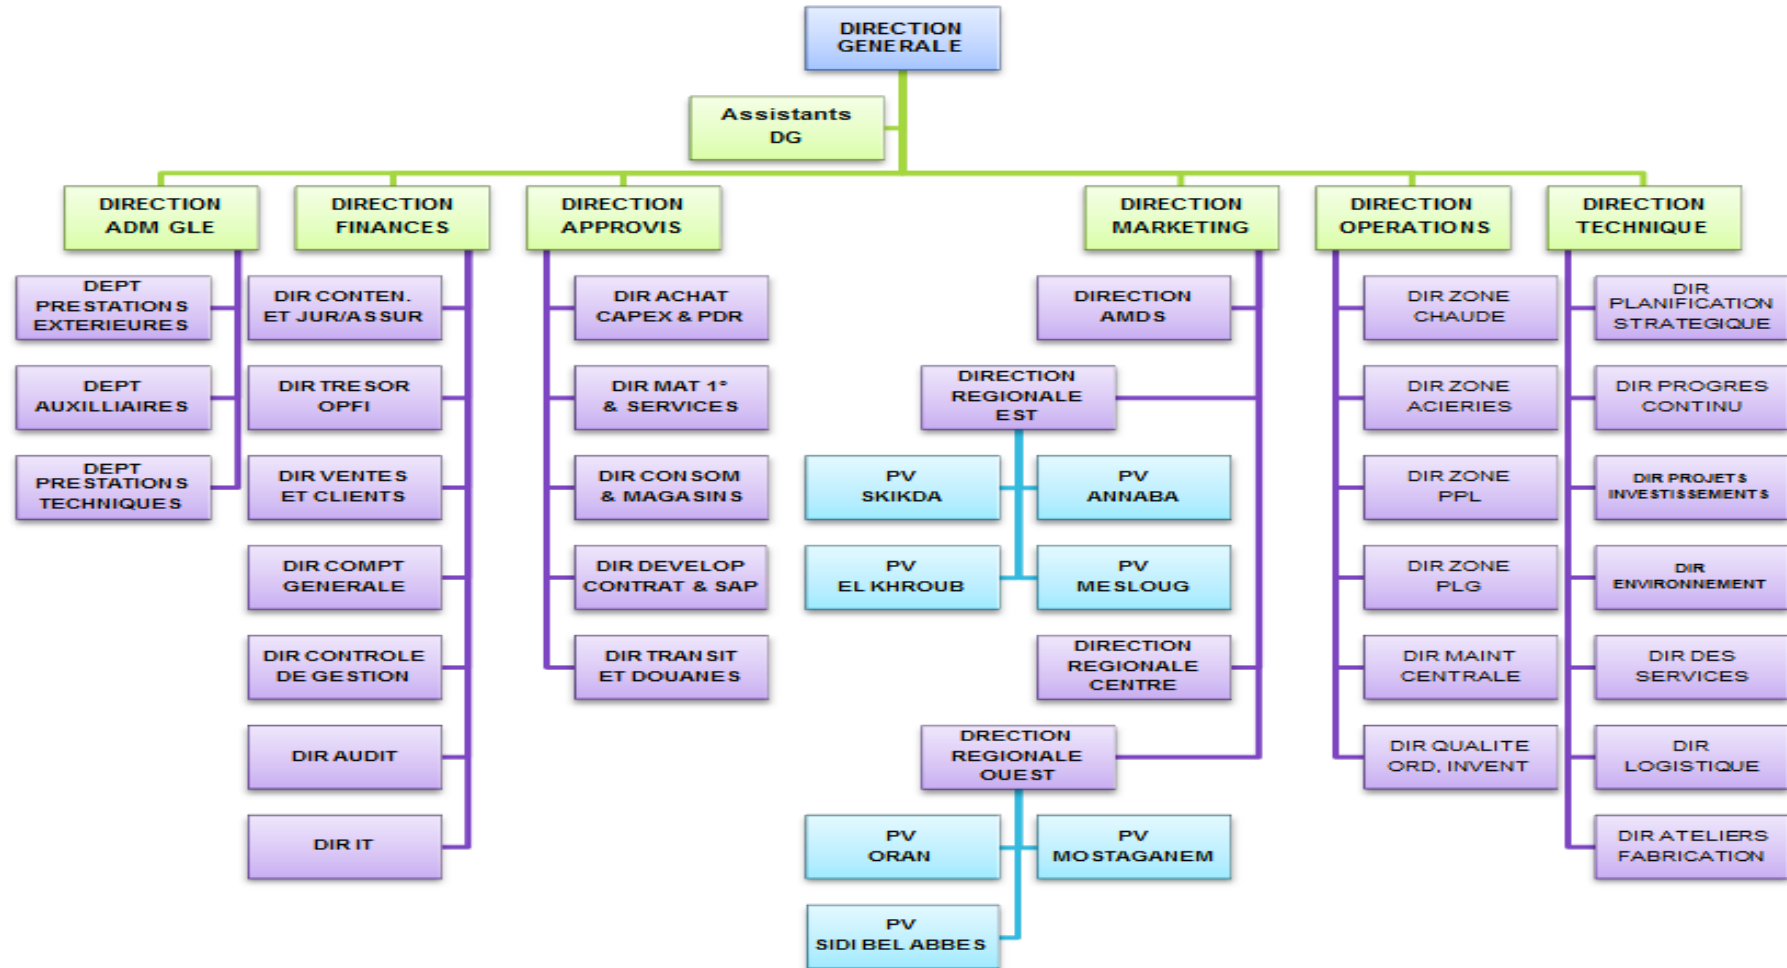 DIRECTION
GENERALE
Assistants
DG
DIRECTION
ADM GLE
DIRECTION
FINANCES
DIRECTION
APPROVIS
DIRECTION
MARKETING
DIRECTION
OPERATIONS
DIRECTION
TECHNIQUE
DEPT
PRESTATIONS
EXTERIEURES
DEPT
AUXILLIAIRES
DEPT
PRESTATIONS
TECHNIQUES
DIR CONTEN.
ET JUR/ASSUR
DIR TRESOR
OPFI
DIR VENTES
ET CLIENTS
DIR COMPT
GENERALE
DIR CONTROLE
DE GESTION
DIR AUDIT
DIR IT
DIR ACHAT
CAPEX & PDR
DIR MAT 1°
& SERVICES
DIR CONSOM
& MAGASINS
DIR DEVELOP
CONTRAT & SAP
DIR TRANSIT
ET DOUANES
DIRECTION
AMDS
DIRECTION
REGIONALE
EST
PV
SKIKDA
PV
ANNABA
PV
EL KHROUB
PV
MESLOUG
DIRECTION
REGIONALE
CENTRE
DRECTION
REGIONALE
OUEST
PV
ORAN
PV
MOSTAGANEM
PV
SIDI BEL ABBES
DIR ZONE
CHAUDE
DIR ZONE
ACIERIES
DIR ZONE
PPL
DIR ZONE
PLG
DIR MAINT
CENTRALE
DIR QUALITE
ORD, INVENT
DIR
PLANIFICATION
STRATEGIQUE
DIR PROGRES
CONTINU
DIR PROJETS
INVESTISSEMENTS
DIR
ENVIRONNEMENT
DIR DES
SERVICES
DIR
LOGISTIQUE
DIR ATELIERS
FABRICATION